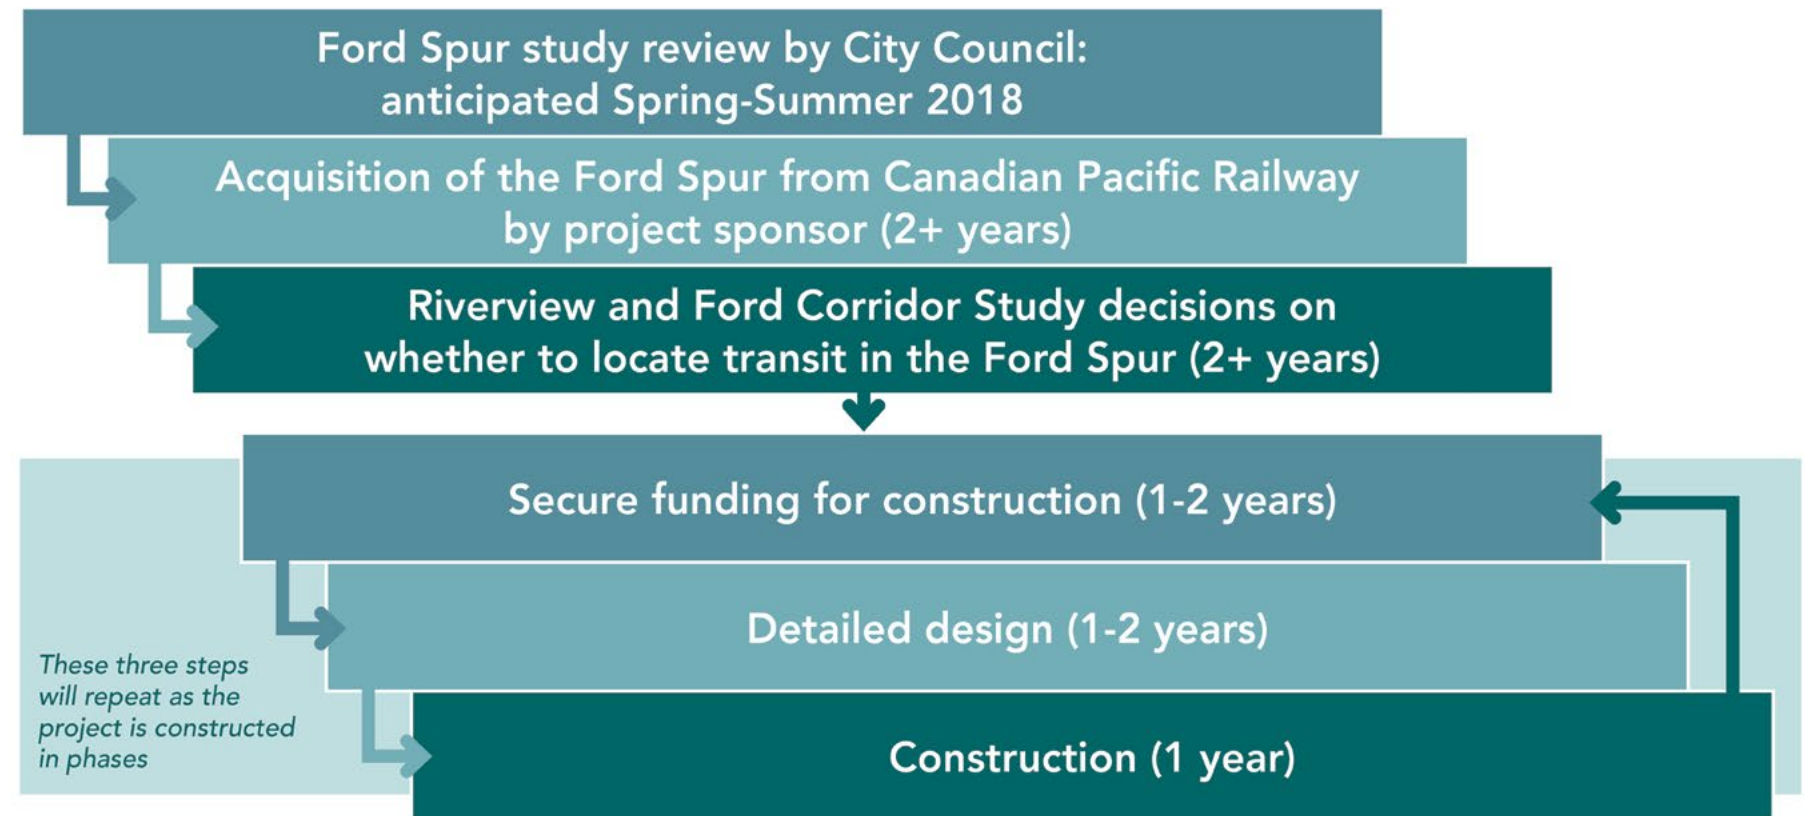 Ford Spur study review by City Council:
anticipated Spring-Summer 2018
Acquisition of the Ford Spur from Canadian Pacific Railway
by project sponsor (2+ years)
Riverview and Ford Corridor Study decisions on
whether to locate transit in the Ford Spur (2+ years)
Secure funding for construction (1-2 years)
Detailed design (1-2 years)
These three steps
will repeat as the
project is constructed
in phases
Construction (1 year)